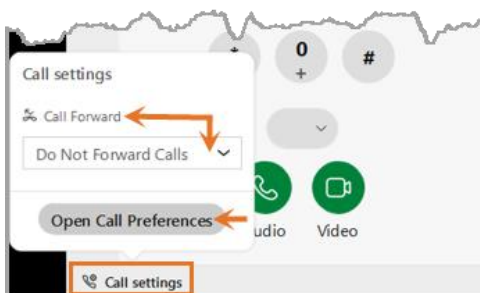 *
0
+
#
Call settings
Call Forward
Do Not Forward Calls
Open Call Preferences
udio
Video
Call settings